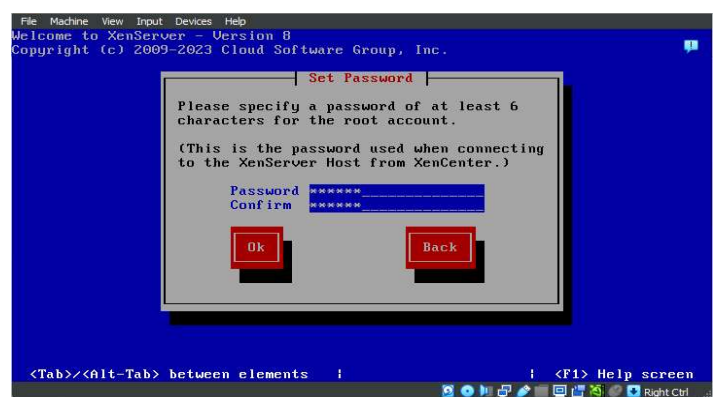 File Machine View Input Devices Help
Welcome to XenServer - Version 8
Copyright (c) 2009-2023 Cloud Software Group, Inc.
Set Password
Please specify a password of at least 6
characters for the root account.
(This is the password used when connecting
to the XenServer Host from XenCenter.)
Password ******______________
Confirm ******______________
Ok Back
<Tab>/<Alt-Tab> between elements | | <F1> Help screen
Right Ctrl